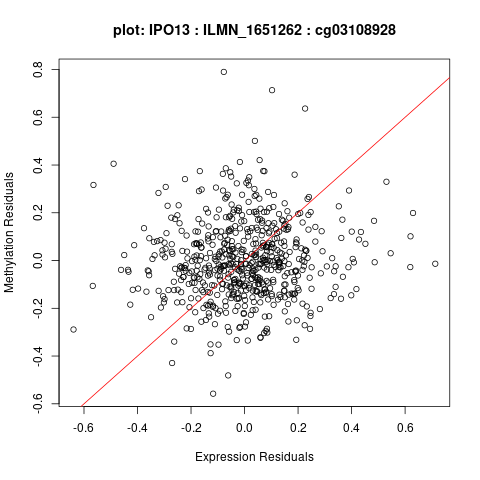 plot: IPO13 : ILMN_1651262 : cg03108928
Methylation Residuals
0.8
0.6
0.4
0.2
0.0
-0.2
-0.4
-0.6
-0.6 -0.4 -0.2 0.0 0.2 0.4 0.6
Expression Residuals